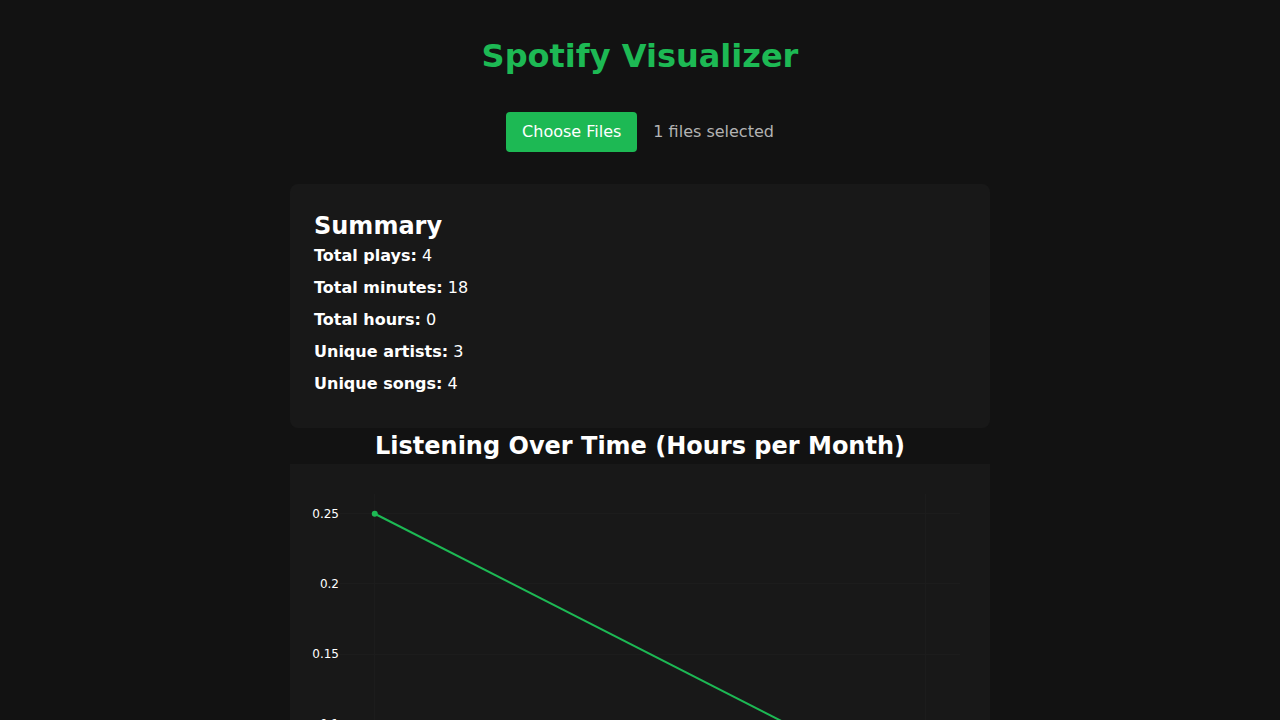 Spotify Visualizer
Choose Files 1 files selected
Summary
Total plays: 4
Total minutes: 18
Total hours: 0
Unique artists: 3
Unique songs: 4
Listening Over Time (Hours per Month)
0.25
0.2
0.15